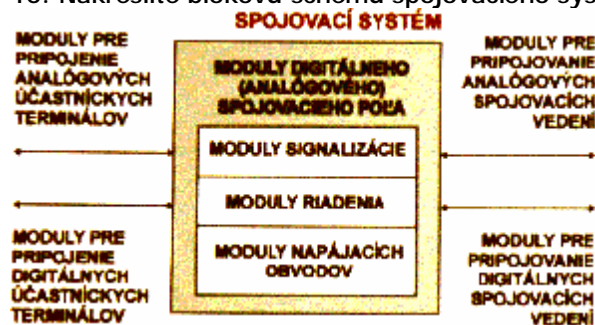 SPOJOVACÍ SYSTÉM
MODULY PRE
PRIPOJENIE
ANALÓGOVÝCH
ÚČASTNÍCKYCH
TERMINÁLOV
MODULY DIGITÁLNEHO
(ANALÓGOVÉHO)
SPOJOVACIEHO POĽA
MODULY SIGNALIZÁCIE
MODULY RIADENIA
MODULY NAPÁJACÍCH
OBVODOV
MODULY PRE
PRIPOJOVANIE
ANALÓGOVÝCH
SPOJOVACÍCH
VEDENÍ
MODULY PRE
PRIPOJENIE
DIGITÁLNYCH
ÚČASTNÍCKYCH
TERMINÁLOV
MODULY PRE
PRIPOJOVANIE
DIGITÁLNYCH
SPOJOVACÍCH
VEDENÍ